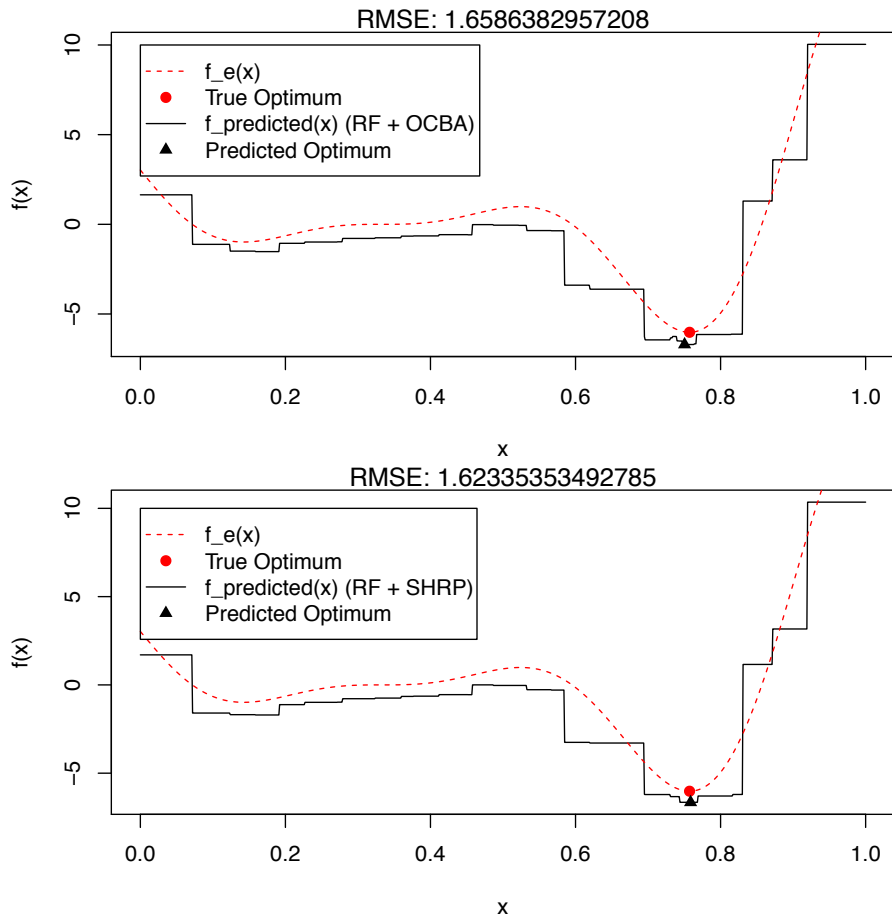 RMSE: 1.6586382957208
f(x)
10
5
0
−5
f_e(x)
True Optimum
f_predicted(x) (RF + OCBA)
Predicted Optimum
0.0 0.2 0.4 0.6 0.8 1.0
x
RMSE: 1.62335353492785
f(x)
10
5
0
−5
f_e(x)
True Optimum
f_predicted(x) (RF + SHRP)
Predicted Optimum
0.0 0.2 0.4 0.6 0.8 1.0
x